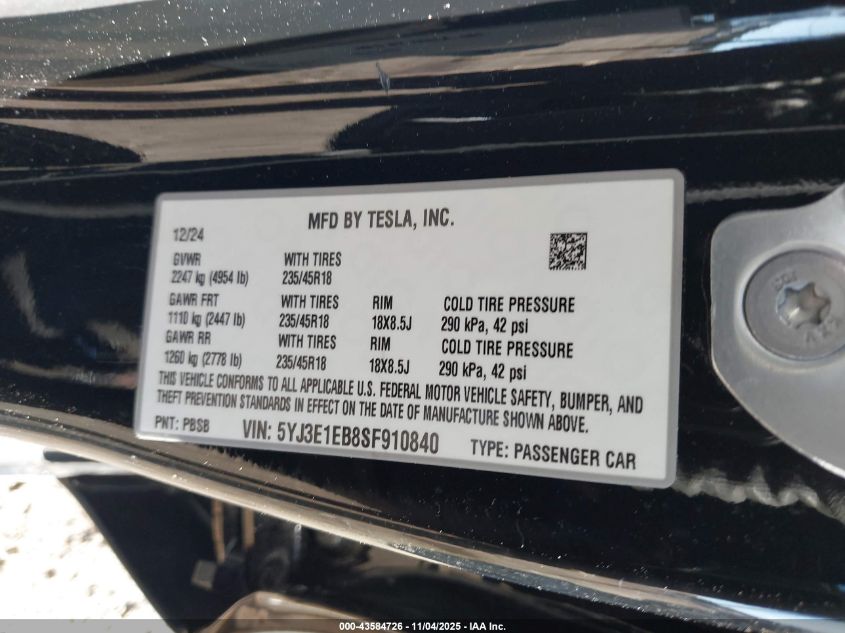 MFD BY TESLA, INC.
12/24
GVWR WITH TIRES
2247 kg (4954 lb) 235/45R18
GAWR FRT WITH TIRES RIM COLD TIRE PRESSURE
1110 kg (2447 lb) 235/45R18 18X8.5J 290 kPa, 42 psi
GAWR RR WITH TIRES RIM COLD TIRE PRESSURE
1260 kg (2778 lb) 235/45R18 18X8.5J 290 kPa, 42 psi
THIS VEHICLE CONFORMS TO ALL APPLICABLE U.S. FEDERAL MOTOR VEHICLE SAFETY, BUMPER, AND
THEFT PREVENTION STANDARDS IN EFFECT ON THE DATE OF MANUFACTURE SHOWN ABOVE.
PNT: PBSB VIN: 5YJ3E1EB8SF910840 TYPE: PASSENGER CAR
000-43584726 - 11/04/2025 - IAA Inc.